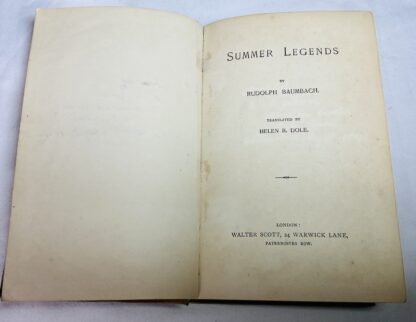 SUMMER LEGENDS
BY
RUDOLPH BAUMBACH.
TRANSLATED BY
HELEN B. DOLE.
LONDON:
WALTER SCOTT, 24 WARWICK LANE,
PATERNOSTER ROW.